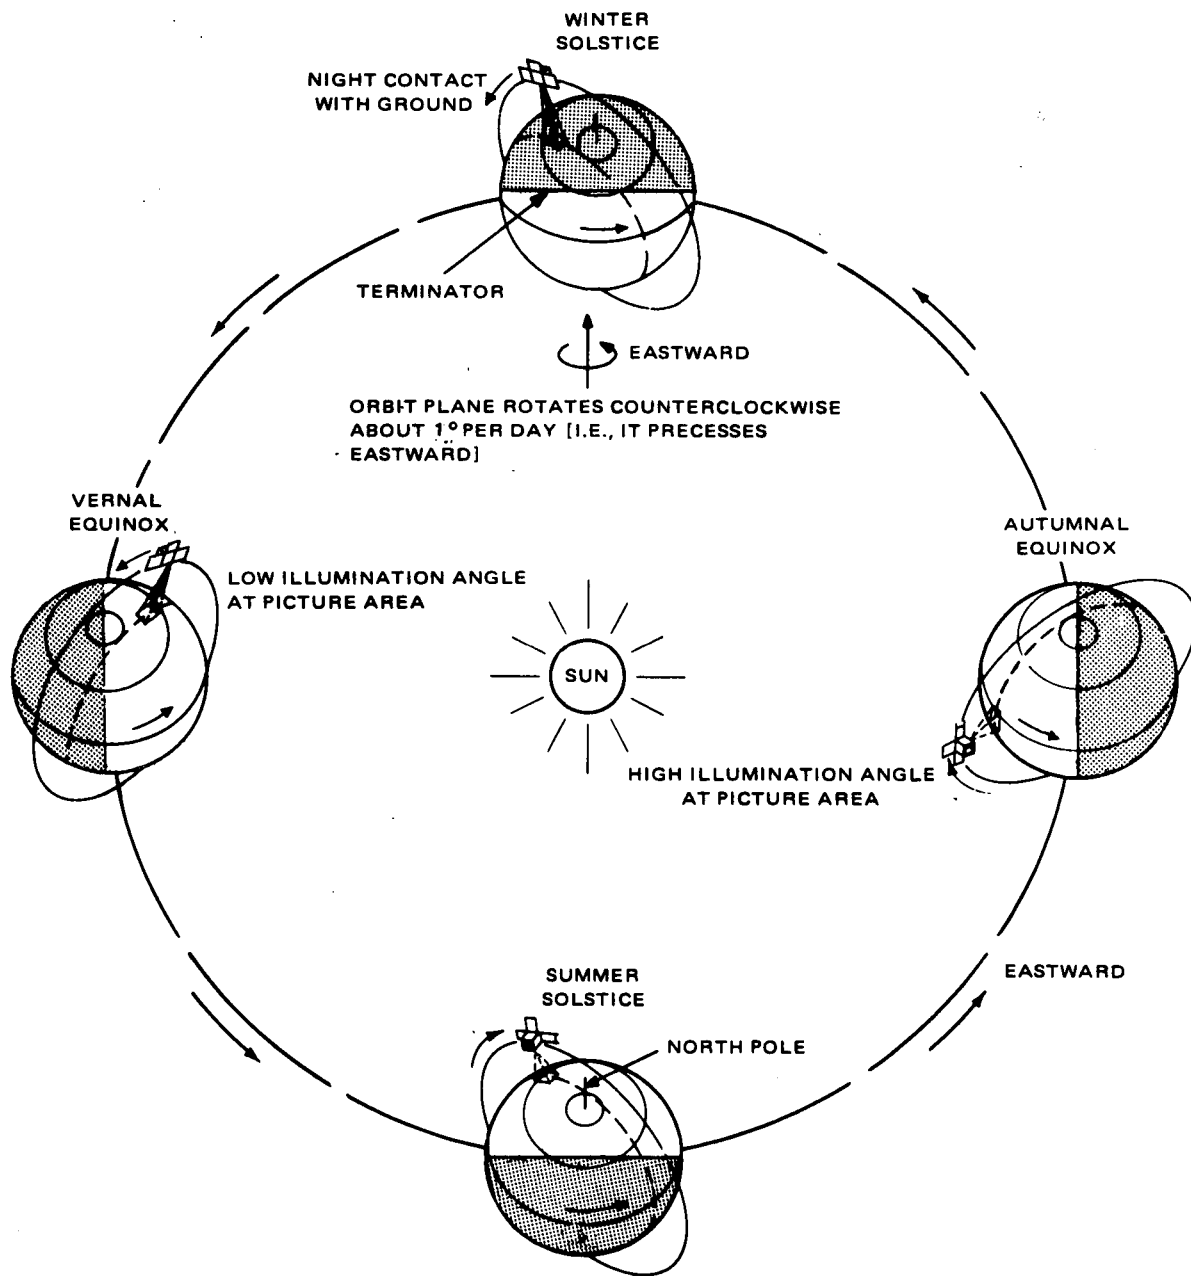 WINTER
SOLSTICE
NIGHT CONTACT
WITH GROUND
TERMINATOR
EASTWARD
ORBIT PLANE ROTATES COUNTERCLOCKWISE
ABOUT 1° PER DAY [I.E., IT PRECESSES
EASTWARD]
VERNAL
EQUINOX
AUTUMNAL
EQUINOX
LOW ILLUMINATION ANGLE
AT PICTURE AREA
SUN
HIGH ILLUMINATION ANGLE
AT PICTURE AREA
SUMMER
SOLSTICE
EASTWARD
NORTH POLE